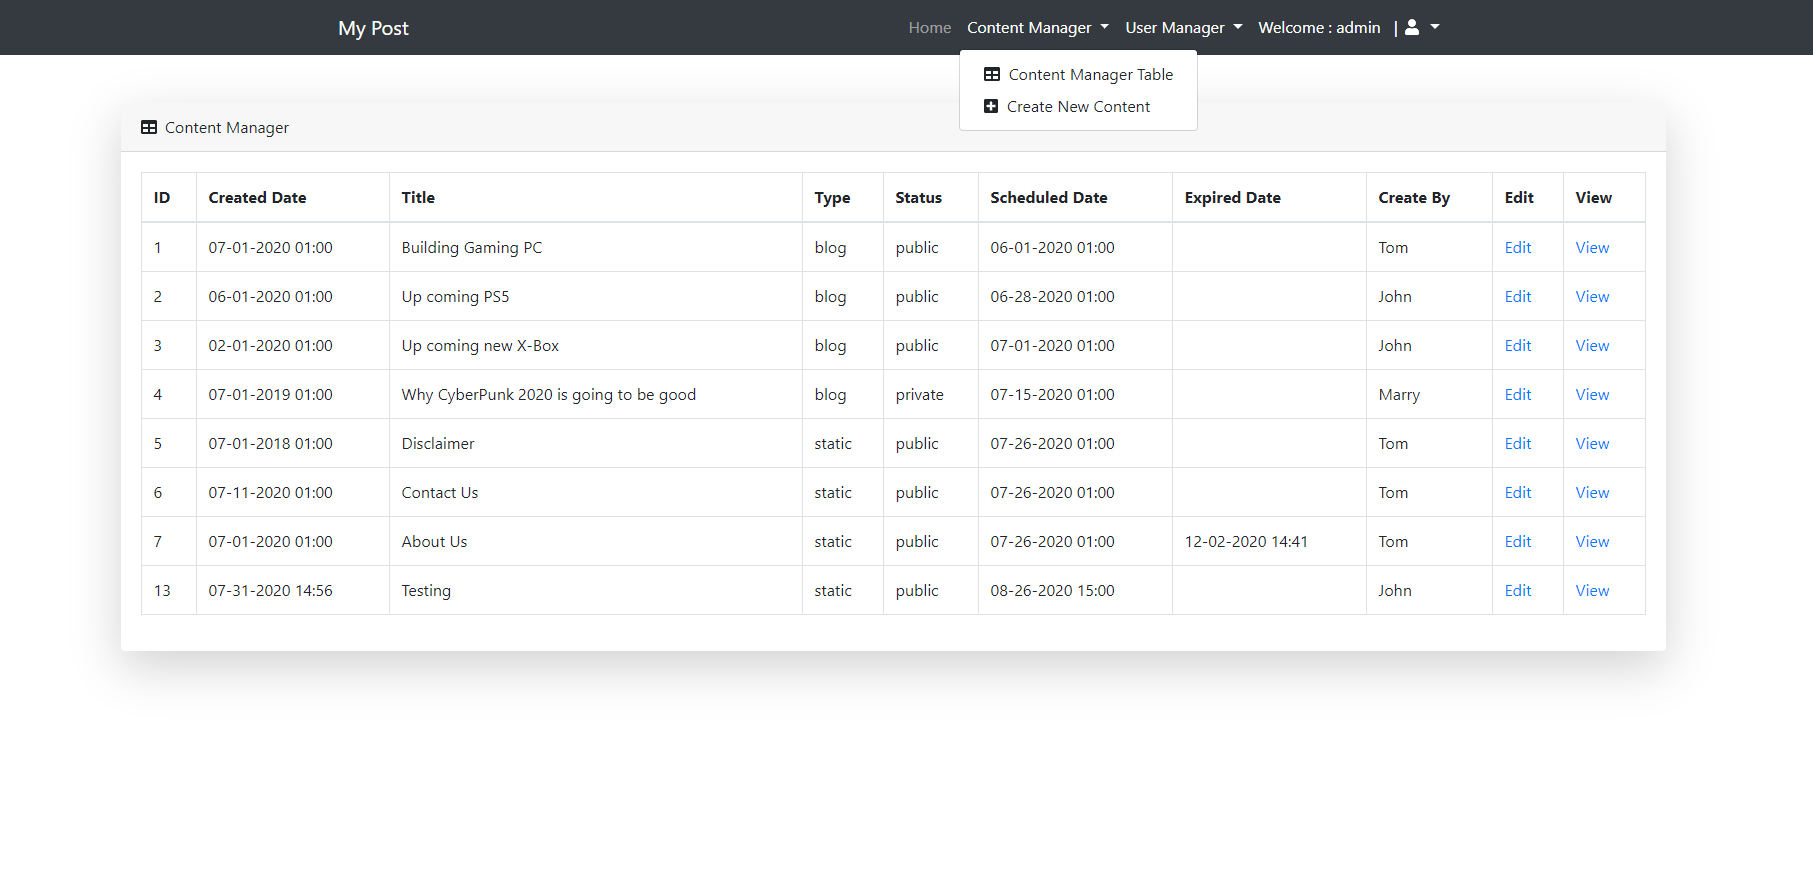 My Post Home Content Manager User Manager Welcome : admin |
Content Manager Table
Create New Content
Content Manager
ID Created Date Title Type Status Scheduled Date Expired Date Create By Edit View
1 07-01-2020 01:00 Building Gaming PC blog public 06-01-2020 01:00 Tom Edit View
2 06-01-2020 01:00 Up coming PS5 blog public 06-28-2020 01:00 John Edit View
3 02-01-2020 01:00 Up coming new X-Box blog public 07-01-2020 01:00 John Edit View
4 07-01-2019 01:00 Why CyberPunk 2020 is going to be good blog private 07-15-2020 01:00 Marry Edit View
5 07-01-2018 01:00 Disclaimer static public 07-26-2020 01:00 Tom Edit View
6 07-11-2020 01:00 Contact Us static public 07-26-2020 01:00 Tom Edit View
7 07-01-2020 01:00 About Us static public 07-26-2020 01:00 12-02-2020 14:41 Tom Edit View
13 07-31-2020 14:56 Testing static public 08-26-2020 15:00 John Edit View